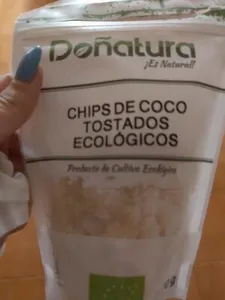 Doñatura
¡Es Natural!
CHIPS DE COCO
TOSTADOS
ECOLÓGICOS
Producto de Cultivo Ecológico